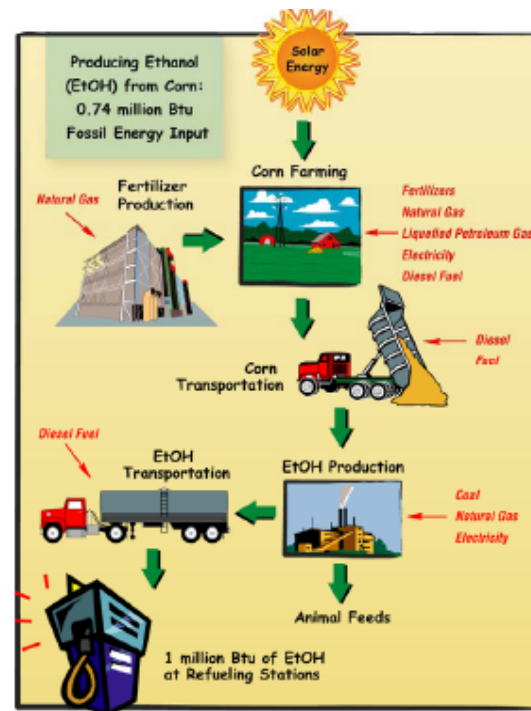 Producing Ethanol
(EtOH) from Corn:
0.74 million Btu
Fossil Energy Input
Solar
Energy
Corn Farming
Natural Gas
Fertilizer
Production
Fertilizers
Natural Gas
Liquefied Petroleum Gas
Electricity
Diesel Fuel
Diesel
Fuel
Corn
Transportation
Diesel Fuel
EtOH
Transportation
EtOH Production
Coal
Natural Gas
Electricity
Animal Feeds
1 million Btu of EtOH
at Refueling Stations